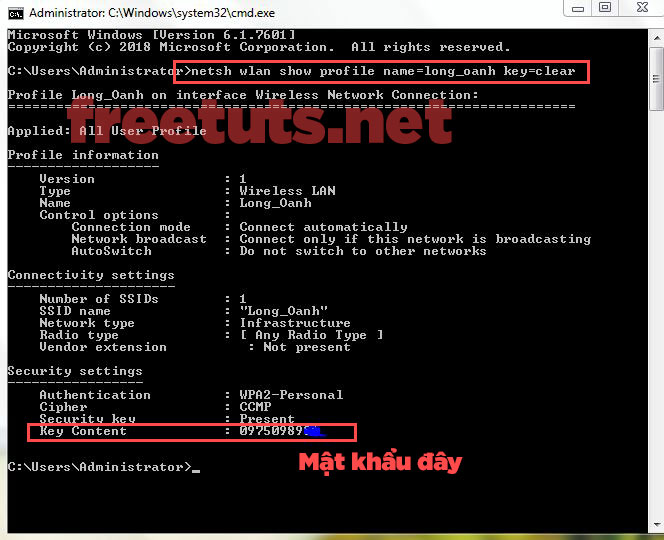 Administrator: C:\Windows\system32\cmd.exe
Microsoft Windows [Version 6.1.7601]
Copyright (c) 2018 Microsoft Corporation.  All rights reserved.
C:\Users\Administrator>netsh wlan show profile name=long_oanh key=clear
Profile Long_Oanh on interface Wireless Network Connection:
=======================================================================
freetuts.net
Applied: All User Profile
Profile information
-------------------
Version : 1
Type : Wireless LAN
Name : Long_Oanh
Control options :
Connection mode : Connect automatically
Network broadcast : Connect only if this network is broadcasting
AutoSwitch : Do not switch to other networks
Connectivity settings
---------------------
Number of SSIDs : 1
SSID name : "Long_Oanh"
Network type : Infrastructure
Radio type : [ Any Radio Type ]
Vendor extension : Not present
Security settings
-----------------
Authentication : WPA2-Personal
Cipher : CCMP
Security key : Present
Key Content : 09750989
C:\Users\Administrator>_
Mật khẩu đây